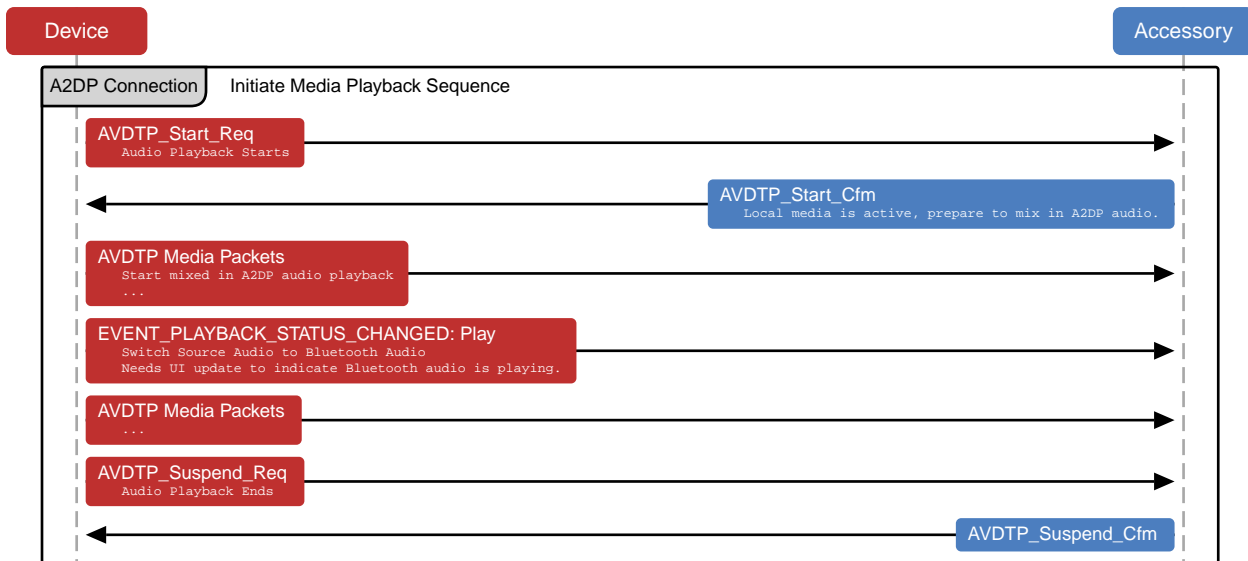 Device
Accessory
A2DP Connection
Initiate Media Playback Sequence
AVDTP_Start_Req
Audio Playback Starts
AVDTP_Start_Cfm
Local media is active, prepare to mix in A2DP audio.
AVDTP Media Packets
Start mixed in A2DP audio playback
...
EVENT_PLAYBACK_STATUS_CHANGED: Play
Switch Source Audio to Bluetooth Audio
Needs UI update to indicate Bluetooth audio is playing.
AVDTP Media Packets
...
AVDTP_Suspend_Req
Audio Playback Ends
AVDTP_Suspend_Cfm